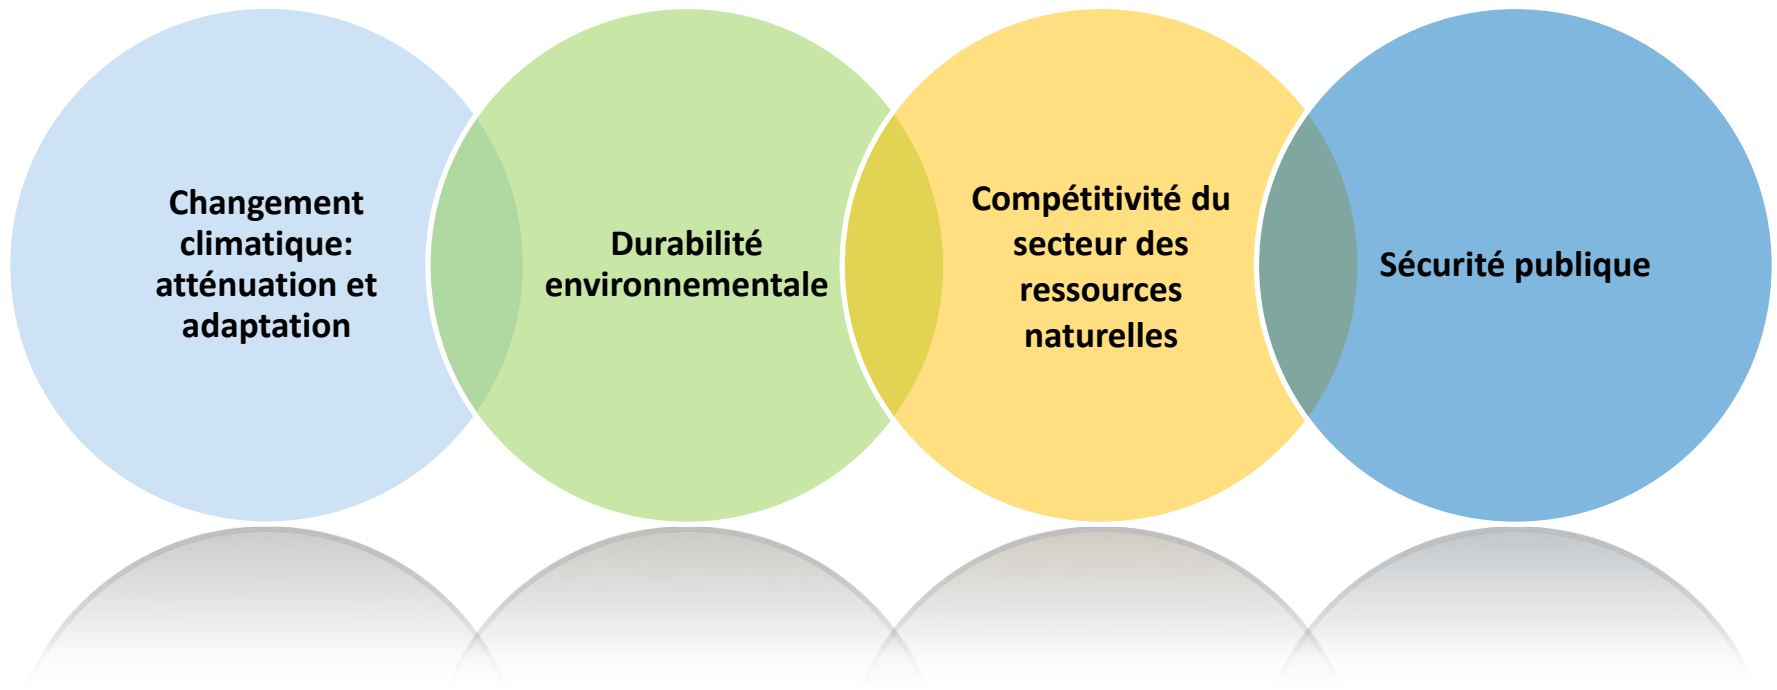 Changement
climatique:
atténuation et
adaptation
Durabilité
environnementale
Compétitivité du
secteur des
ressources
naturelles
Sécurité publique